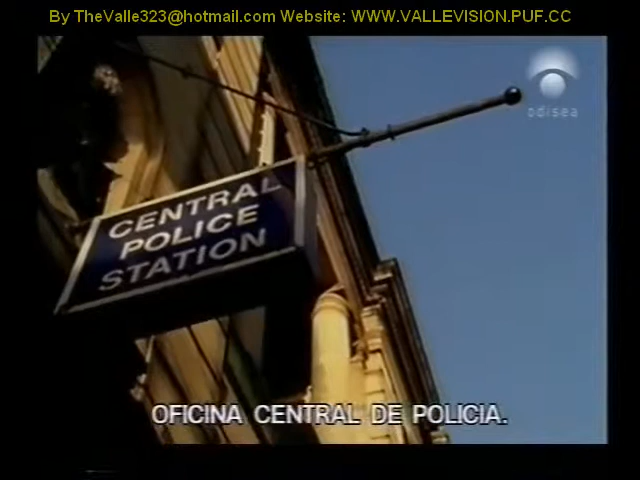 By TheValle323@hotmail.com Website: WWW.VALLEVISION.PUF.CC
odisea
CENTRAL
POLICE
STATION
OFICINA CENTRAL DE POLICIA.